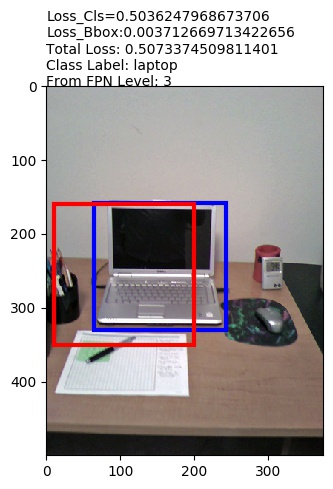 Loss_Cls=0.5036247968673706
Loss_Bbox:0.003712669713422656
Total Loss: 0.5073374509811401
Class Label: laptop
From FPN Level: 3
0
100
200
300
400
0 100 200 300